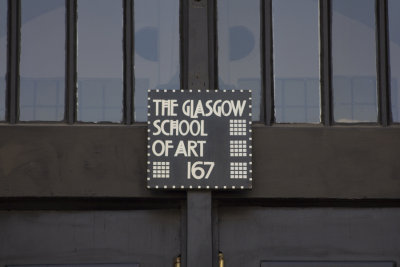 THE GLASGOW
SCHOOL
OF ART
167